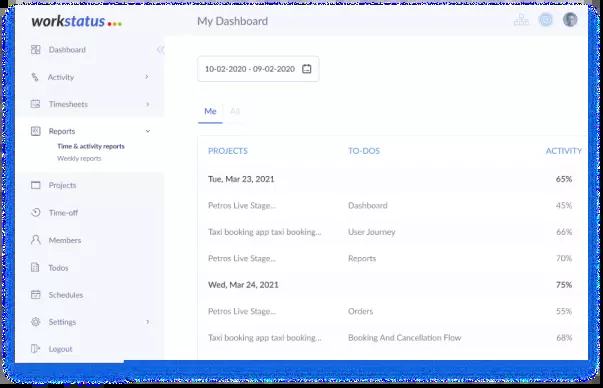 workstatus
My Dashboard
Dashboard
Activity
Timesheets
Reports
Time & activity reports
Weekly reports
Projects
Time-off
Members
Todos
Schedules
Settings
Logout
10-02-2020 - 09-02-2020
Me All
PROJECTS TO-DOS ACTIVITY
Tue, Mar 23, 2021 65%
Petros Live Stage... Dashboard 45%
Taxi booking app taxi booking... User Journey 66%
Petros Live Stage... Reports 70%
Wed, Mar 24, 2021 75%
Petros Live Stage... Orders 55%
Taxi booking app taxi booking... Booking And Cancellation Flow 68%